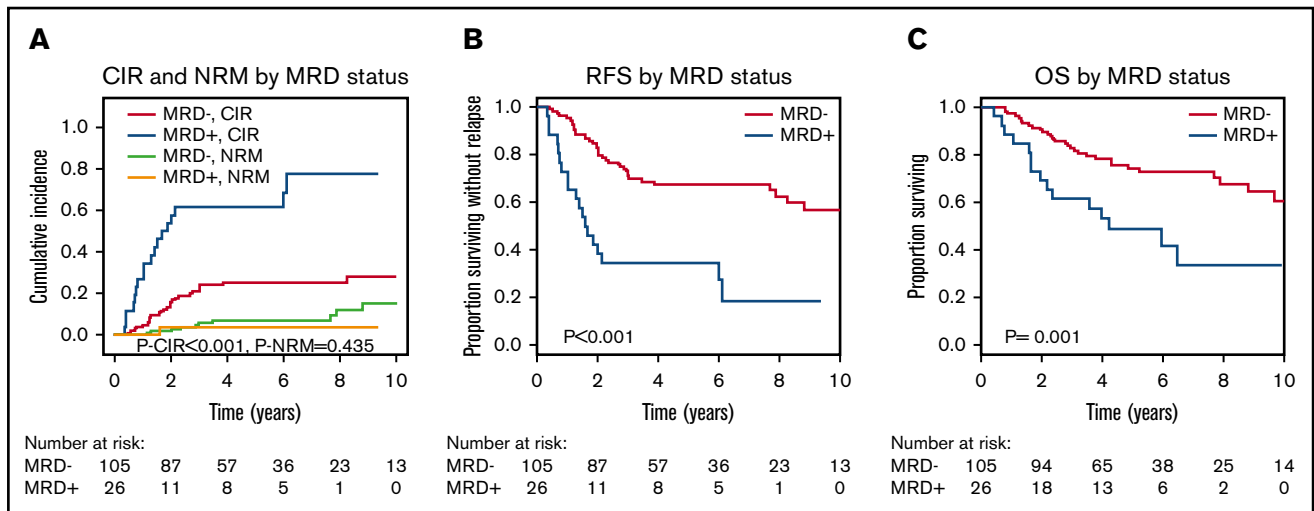 A
CIR and NRM by MRD status
MRD-, CIR
MRD+, CIR
MRD-, NRM
MRD+, NRM
Cumulative incidence
1.0
0.8
0.6
0.4
0.2
0.0
P-CIR<0.001, P-NRM=0.435
0 2 4 6 8 10
Time (years)
Number at risk:
MRD- 105 87 57 36 23 13
MRD+ 26 11 8 5 1 0
B
RFS by MRD status
MRD-
MRD+
Proportion surviving without relapse
1.0
0.8
0.6
0.4
0.2
0.0
P<0.001
0 2 4 6 8 10
Time (years)
Number at risk:
MRD- 105 87 57 36 23 13
MRD+ 26 11 8 5 1 0
C
OS by MRD status
MRD-
MRD+
Proportion surviving
1.0
0.8
0.6
0.4
0.2
0.0
P= 0.001
0 2 4 6 8 10
Time (years)
Number at risk:
MRD- 105 94 65 38 25 14
MRD+ 26 18 13 6 2 0